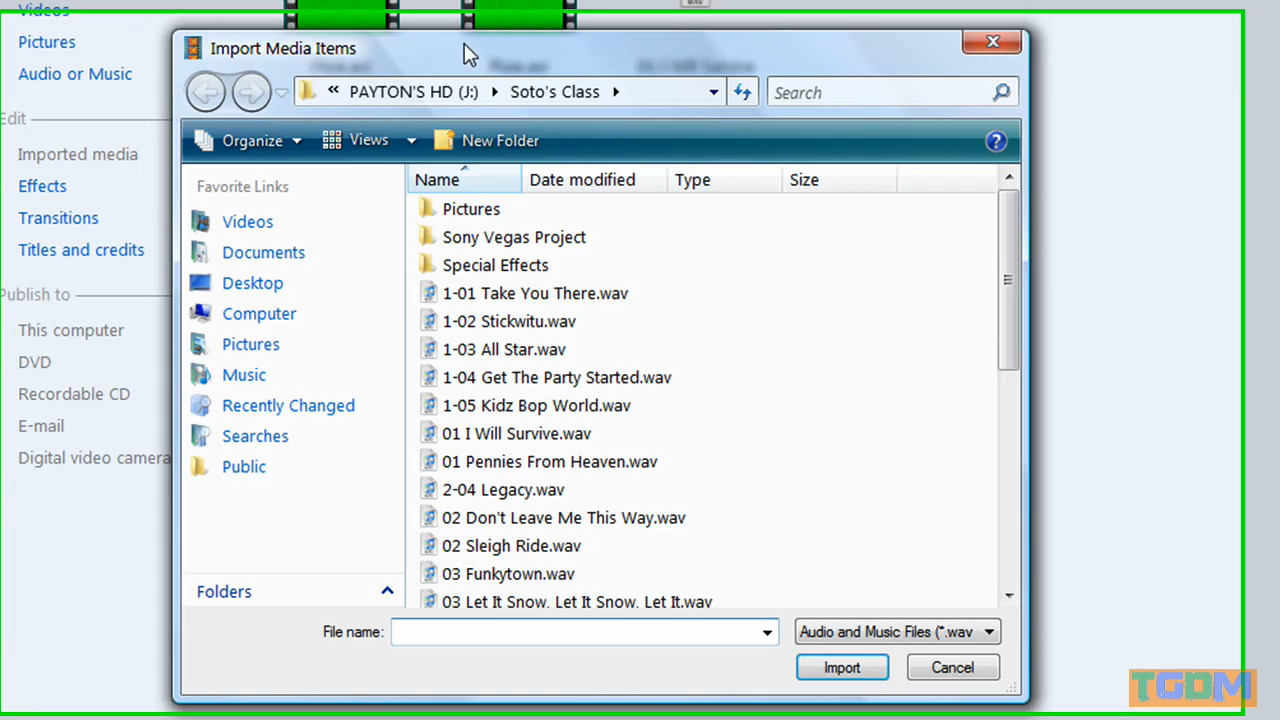 Videos
Pictures
Audio or Music
Edit
Imported media
Effects
Transitions
Titles and credits
Publish to
This computer
DVD
Recordable CD
E-mail
Digital video camera
Import Media Items
« PAYTON'S HD (J:) Soto's Class
Search
Organize Views New Folder
Favorite Links
Videos
Documents
Desktop
Computer
Pictures
Music
Recently Changed
Searches
Public
Folders
Name Date modified Type Size
Pictures
Sony Vegas Project
Special Effects
1-01 Take You There.wav
1-02 Stickwitu.wav
1-03 All Star.wav
1-04 Get The Party Started.wav
1-05 Kidz Bop World.wav
01 I Will Survive.wav
01 Pennies From Heaven.wav
2-04 Legacy.wav
02 Don't Leave Me This Way.wav
02 Sleigh Ride.wav
03 Funkytown.wav
03 Let It Snow, Let It Snow, Let It.wav
File name:
Audio and Music Files (*.wav
Import Cancel
TGDM